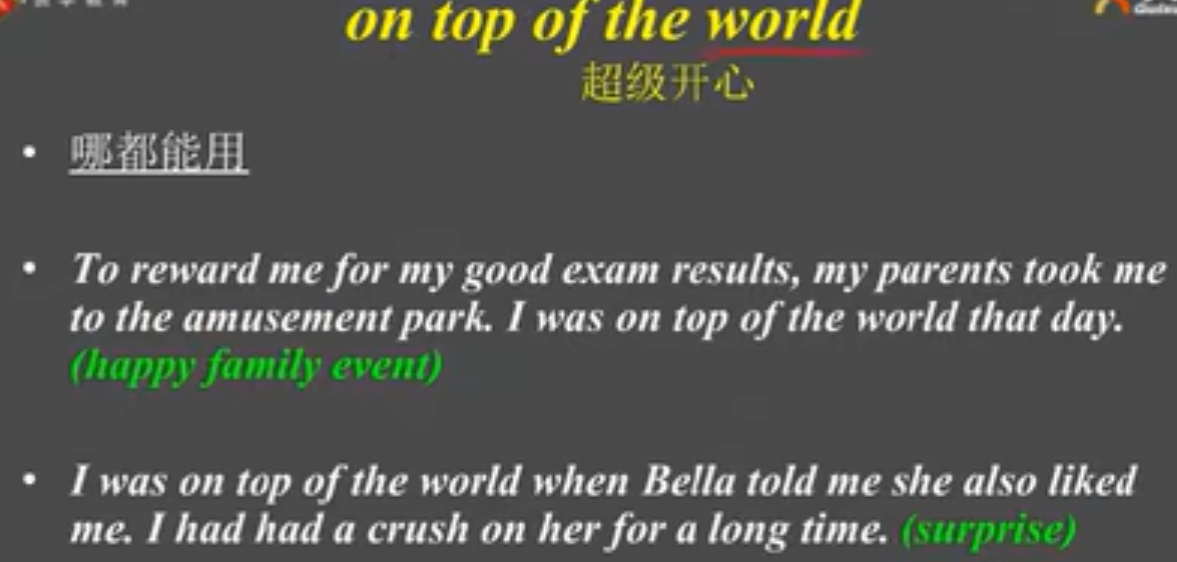 on top of the world
超级开心
• 哪都能用
• To reward me for my good exam results, my parents took me
to the amusement park. I was on top of the world that day.
(happy family event)
• I was on top of the world when Bella told me she also liked
me. I had had a crush on her for a long time. (surprise)